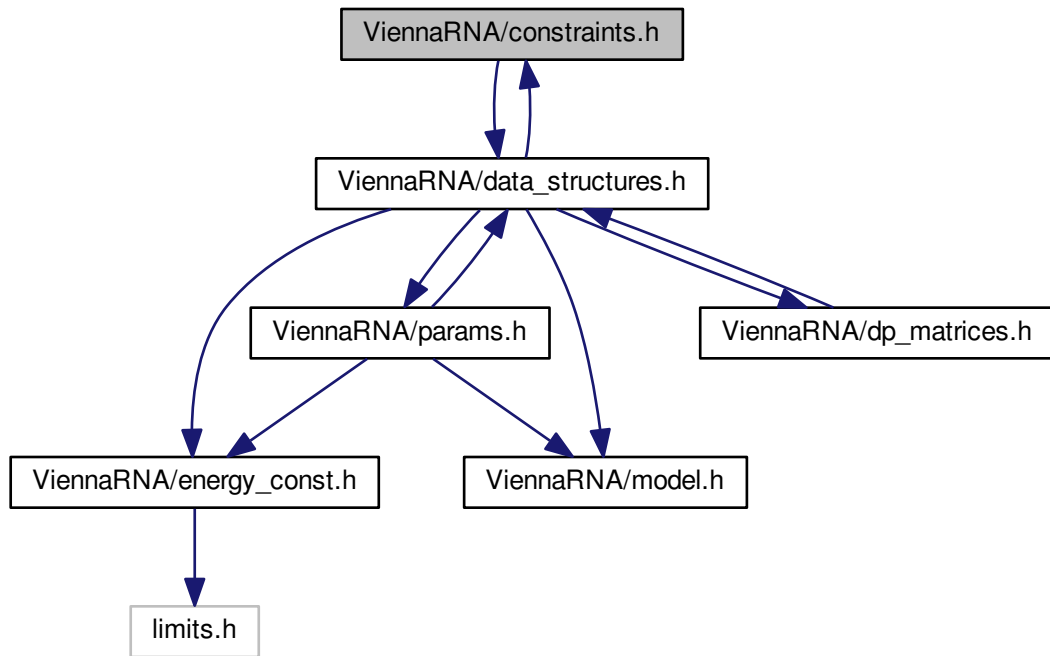 ViennaRNA/constraints.h
ViennaRNA/data_structures.h
ViennaRNA/params.h
ViennaRNA/dp_matrices.h
ViennaRNA/energy_const.h
ViennaRNA/model.h
limits.h